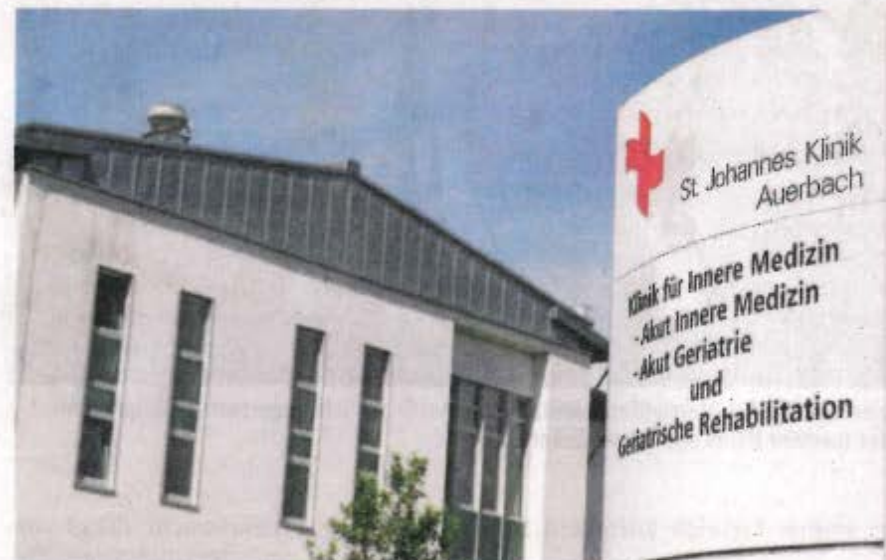 St. Johannes Klinik
Auerbach
Klinik für Innere Medizin
-Akut Innere Medizin
-Akut Geriatrie
und
Geriatrische Rehabilitation